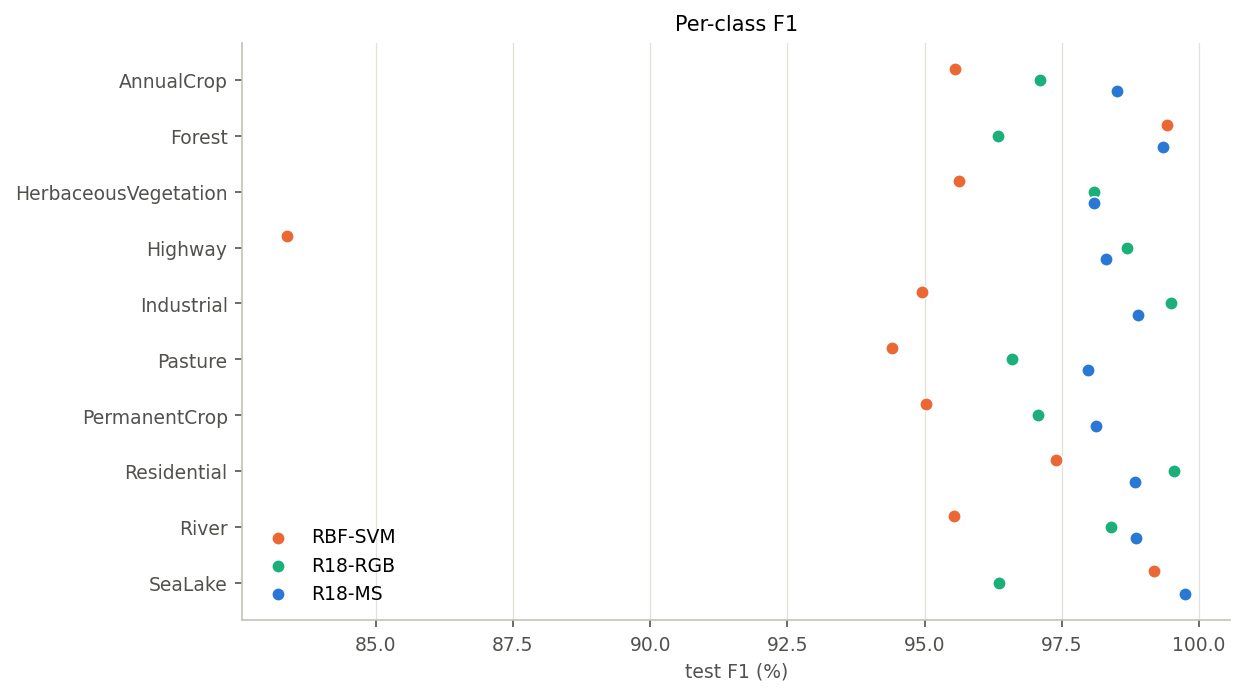 Per-class F1
AnnualCrop
Forest
HerbaceousVegetation
Highway
Industrial
Pasture
PermanentCrop
Residential
River
SeaLake
RBF-SVM
R18-RGB
R18-MS
85.0 87.5 90.0 92.5 95.0 97.5 100.0
test F1 (%)